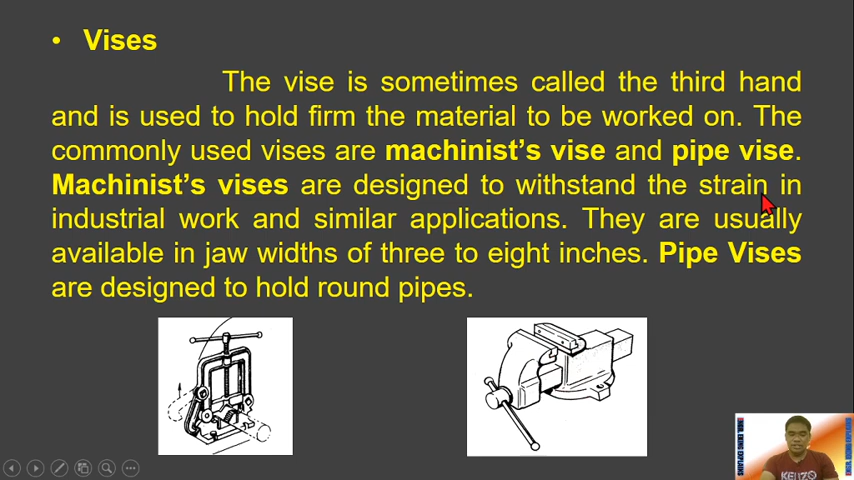 • Vises
The vise is sometimes called the third hand
and is used to hold firm the material to be worked on. The
commonly used vises are machinist's vise and pipe vise.
Machinist's vises are designed to withstand the strain in
industrial work and similar applications. They are usually
available in jaw widths of three to eight inches. Pipe Vises
are designed to hold round pipes.
KENZO